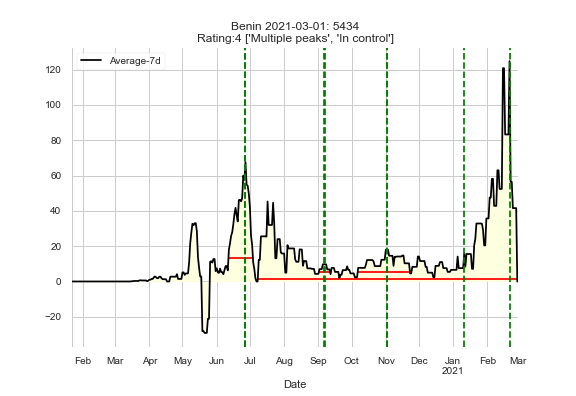 Benin 2021-03-01: 5434
Rating:4 ['Multiple peaks', 'In control']
Average-7d
120
100
80
60
40
20
0
−20
Feb Mar Apr May Jun Jul Aug Sep Oct Nov Dec Jan Feb Mar
2021
Date